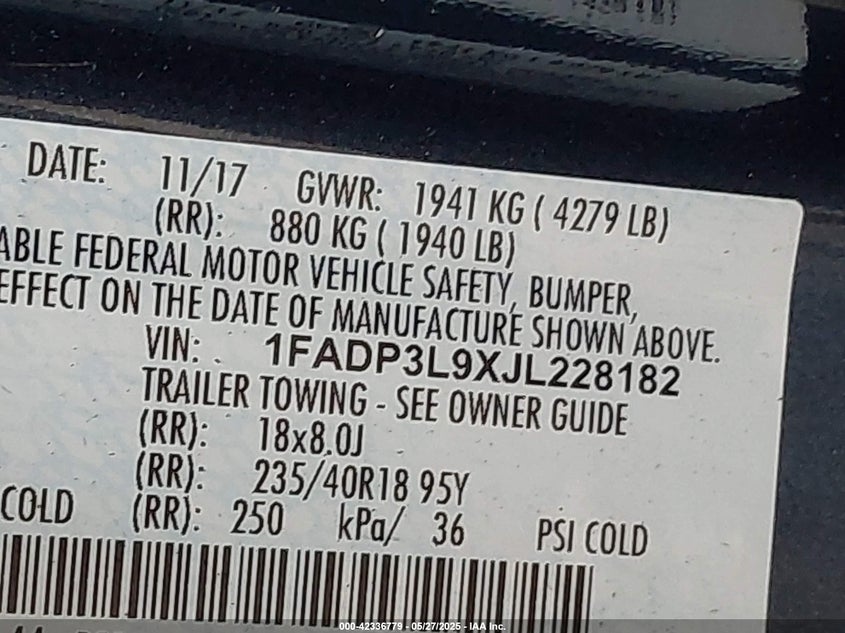 DATE: 11/17 GVWR: 1941 KG ( 4279 LB)
(RR): 880 KG ( 1940 LB)
ABLE FEDERAL MOTOR VEHICLE SAFETY, BUMPER,
EFFECT ON THE DATE OF MANUFACTURE SHOWN ABOVE.
VIN: 1FADP3L9XJL228182
TRAILER TOWING - SEE OWNER GUIDE
(RR): 18x8.0J
(RR): 235/40R18 95Y
COLD (RR): 250 kPa/ 36 PSI COLD
000-42336779 - 05/27/2025 - IAA Inc.